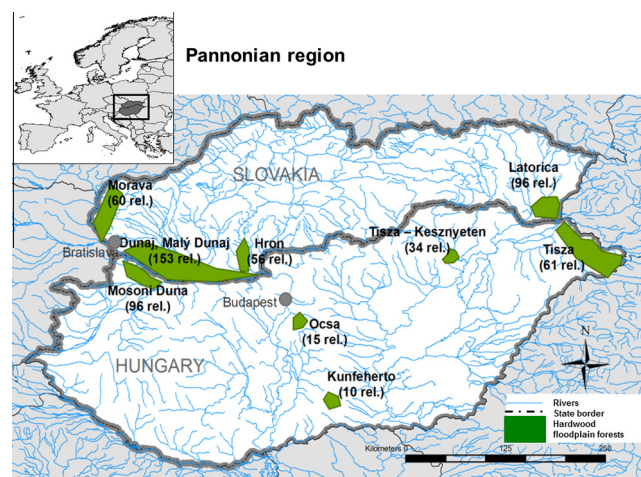 Pannonian region
Morava
(60 rel.)
SLOVAKIA
Latorica
(96 rel.)
Bratislava
Dunaj, Malý Dunaj
(153 rel.)
Hron
(56 rel.)
Tisza – Kesznyeten
(34 rel.)
Tisza
(61 rel.)
Mosoni Duna
(96 rel.)
Budapest
Ocsa
(15 rel.)
HUNGARY
Kunfeherto
(10 rel.)
N
Rivers
State border
Hardwood
floodplain forests
Kilometers 0 125 250